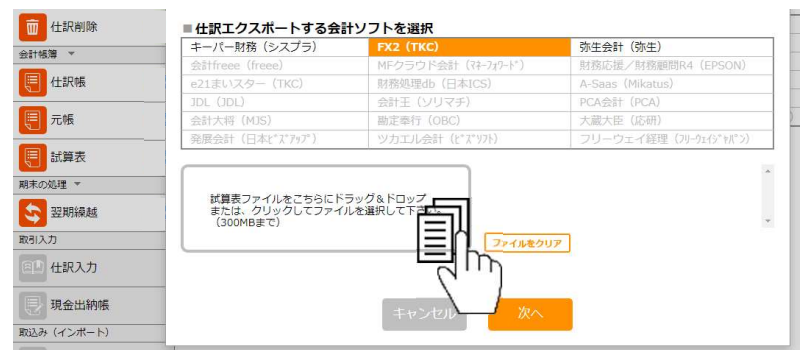 仕訳削除
会計帳簿 ▼
仕訳帳
元帳
試算表
期末の処理 ▼
翌期繰越
取引入力
仕訳入力
現金出納帳
取込み（インポート）
■仕訳エクスポートする会計ソフトを選択
キーパー財務（シスプラ） FX2（TKC） 弥生会計（弥生）
会計freee（freee） MFクラウド会計（ﾏﾈｰﾌｫﾜｰﾄﾞ） 財務応援／財務顧問R4（EPSON）
e21まいスター（TKC） 財務処理db（日本ICS） A-Saas（Mikatus）
JDL（JDL） 会計王（ソリマチ） PCA会計（PCA）
会計大将（MJS） 勘定奉行（OBC） 大蔵大臣（応研）
発展会計（日本ﾋﾞｽﾞｱｯﾌﾟ） ツカエル会計（ﾋﾞｽﾞｿﾌﾄ） フリーウェイ経理（ﾌﾘｰｳｪｲｼﾞｬﾊﾟﾝ）
試算表ファイルをこちらにドラッグ＆ドロップ
または、クリックしてファイルを選択して下さい。
（300MBまで）
ファイルをクリア
キャンセル
次へ